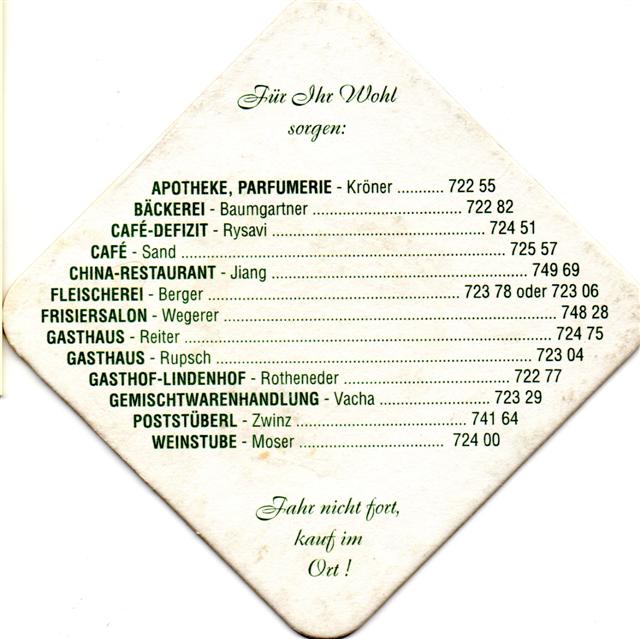 Für Ihr Wohl
sorgen:
APOTHEKE, PARFUMERIE - Kröner .......... 722 55
BÄCKEREI - Baumgartner ................................. 722 82
CAFÉ-DEFIZIT - Rysavi .............................................. 724 51
CAFÉ - Sand ....................................................................... 725 57
CHINA-RESTAURANT - Jiang ........................................................ 749 69
FLEISCHEREI - Berger ....................................................... 723 78 oder 723 06
FRISIERSALON - Wegerer ......................................................................... 748 28
GASTHAUS - Reiter ................................................................................ 724 75
GASTHAUS - Rupsch ..................................................................... 723 04
GASTHOF-LINDENHOF - Rotheneder .................................... 722 77
GEMISCHTWARENHANDLUNG - Vacha ........................ 723 29
POSTSTÜBERL - Zwinz ..................................... 741 64
WEINSTUBE - Moser ............................... 724 00
Fahr nicht fort,
kauf im
Ort !